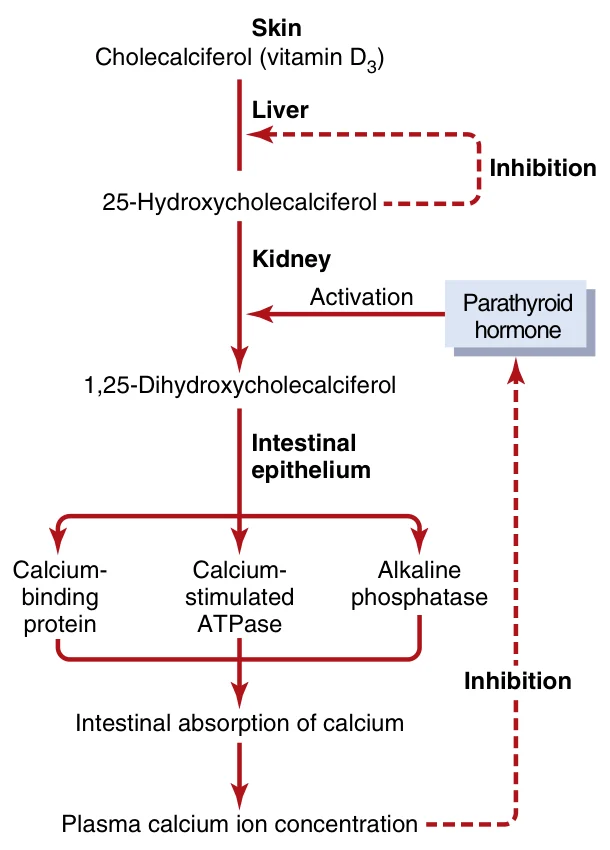 Skin
Cholecalciferol (vitamin D3)
Liver
Inhibition
25-Hydroxycholecalciferol
Kidney
Activation
Parathyroid
hormone
1,25-Dihydroxycholecalciferol
Intestinal
epithelium
Calcium-
binding
protein
Calcium-
stimulated
ATPase
Alkaline
phosphatase
Inhibition
Intestinal absorption of calcium
Plasma calcium ion concentration